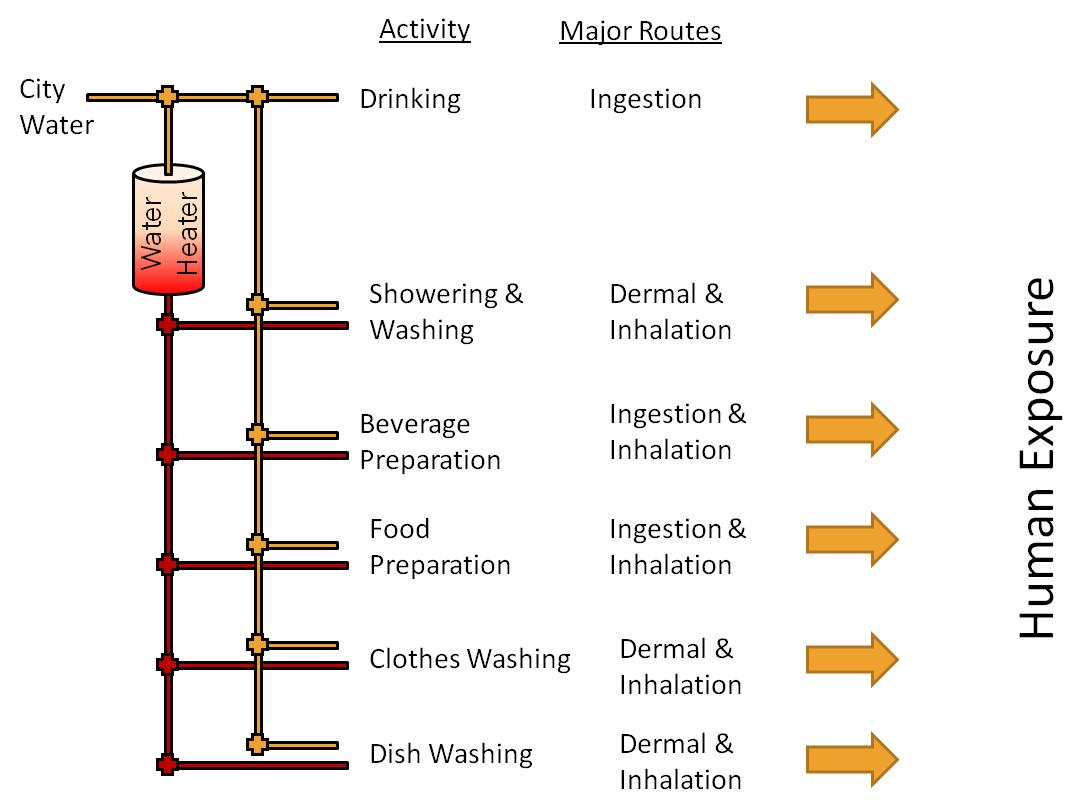 Activity
Major Routes
City
Water
Drinking
Ingestion
Water
Heater
Showering &
Washing
Dermal &
Inhalation
Beverage
Preparation
Ingestion &
Inhalation
Food
Preparation
Ingestion &
Inhalation
Clothes Washing
Dermal &
Inhalation
Dish Washing
Dermal &
Inhalation
Human Exposure